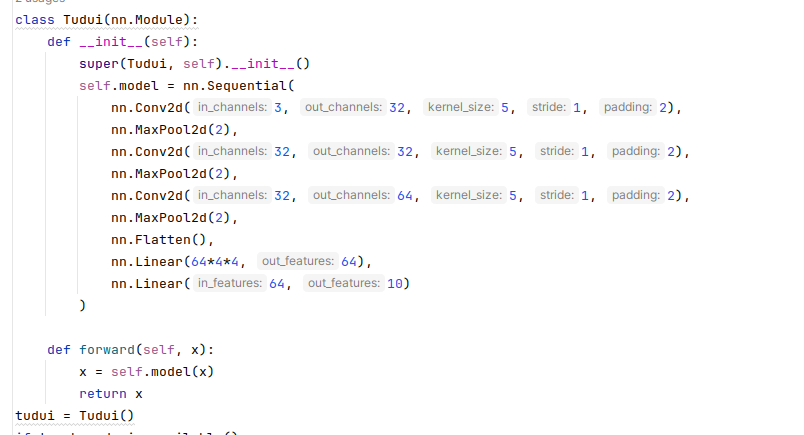 2 usages
class Tudui(nn.Module):
    def __init__(self):
        super(Tudui, self).__init__()
        self.model = nn.Sequential(
            nn.Conv2d( in_channels: 3, out_channels: 32, kernel_size: 5, stride: 1, padding: 2),
            nn.MaxPool2d(2),
            nn.Conv2d( in_channels: 32, out_channels: 32, kernel_size: 5, stride: 1, padding: 2),
            nn.MaxPool2d(2),
            nn.Conv2d( in_channels: 32, out_channels: 64, kernel_size: 5, stride: 1, padding: 2),
            nn.MaxPool2d(2),
            nn.Flatten(),
            nn.Linear(64*4*4, out_features: 64),
            nn.Linear( in_features: 64, out_features: 10)
        )
    def forward(self, x):
        x = self.model(x)
        return x
tudui = Tudui()